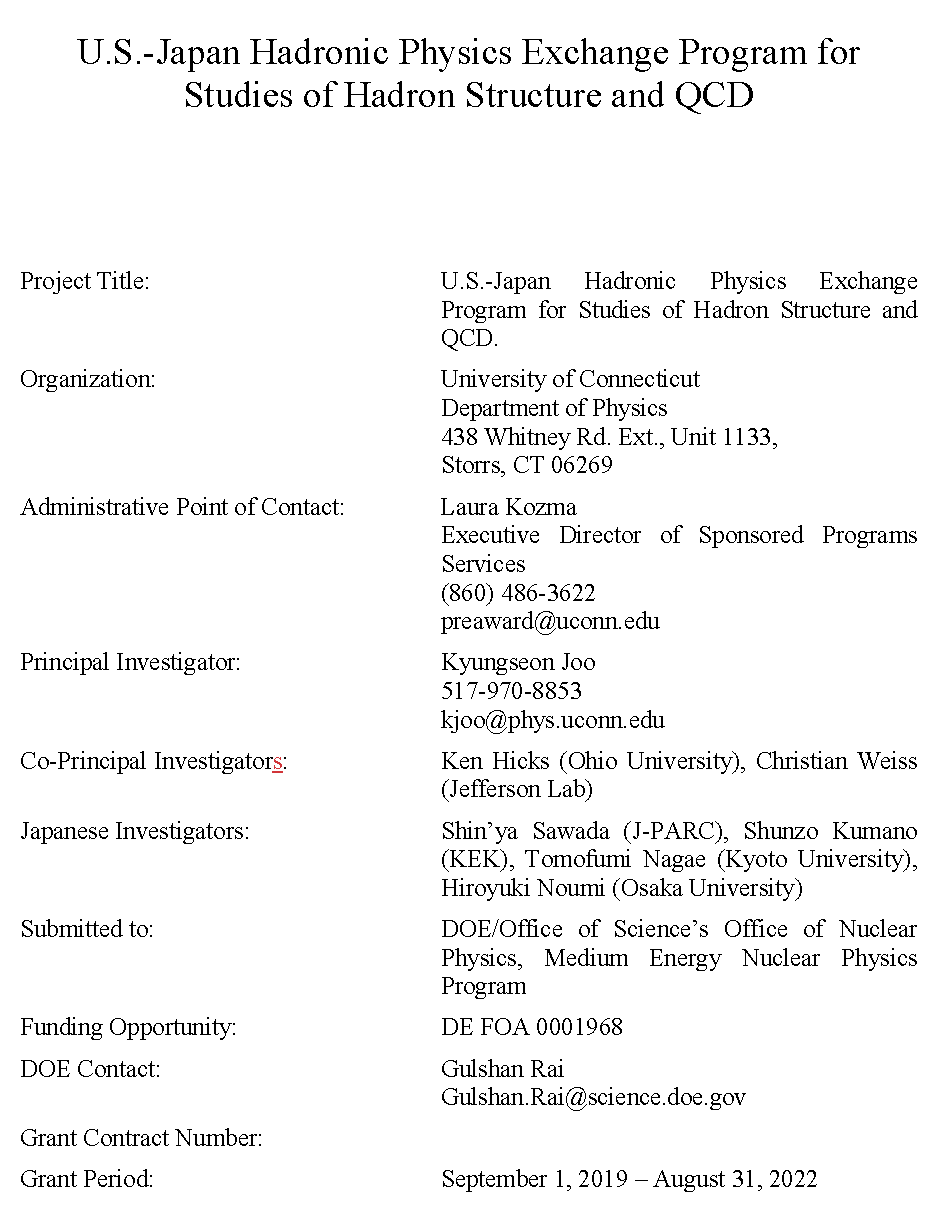 U.S.-Japan Hadronic Physics Exchange Program for
Studies of Hadron Structure and QCD
Project Title:
U.S.-Japan Hadronic Physics Exchange
Program for Studies of Hadron Structure and
QCD.
Organization:
University of Connecticut
Department of Physics
438 Whitney Rd. Ext., Unit 1133,
Storrs, CT 06269
Administrative Point of Contact:
Laura Kozma
Executive Director of Sponsored Programs
Services
(860) 486-3622
preaward@uconn.edu
Principal Investigator:
Kyungseon Joo
517-970-8853
kjoo@phys.uconn.edu
Co-Principal Investigators:
Ken Hicks (Ohio University), Christian Weiss
(Jefferson Lab)
Japanese Investigators:
Shin’ya Sawada (J-PARC), Shunzo Kumano
(KEK), Tomofumi Nagae (Kyoto University),
Hiroyuki Noumi (Osaka University)
Submitted to:
DOE/Office of Science’s Office of Nuclear
Physics, Medium Energy Nuclear Physics
Program
Funding Opportunity:
DE FOA 0001968
DOE Contact:
Gulshan Rai
Gulshan.Rai@science.doe.gov
Grant Contract Number:
Grant Period:
September 1, 2019 – August 31, 2022